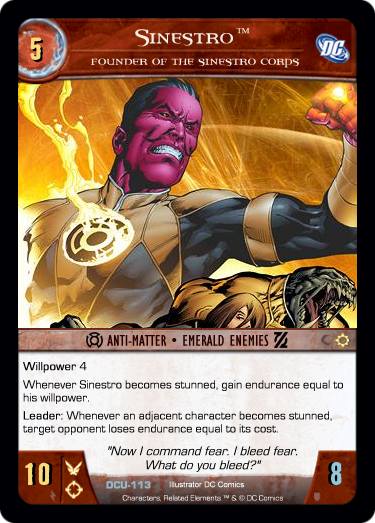 5
SINESTRO™
DC
FOUNDER OF THE SINESTRO CORPS
ANTI-MATTER • EMERALD ENEMIES
Willpower 4
Whenever Sinestro becomes stunned, gain endurance equal to
his willpower.
Leader: Whenever an adjacent character becomes stunned,
target opponent loses endurance equal to its cost.
"Now I command fear. I bleed fear.
What do you bleed?"
10
DCU-113 Illustrator DC Comics
8
Characters, Related Elements ™ & © DC Comics